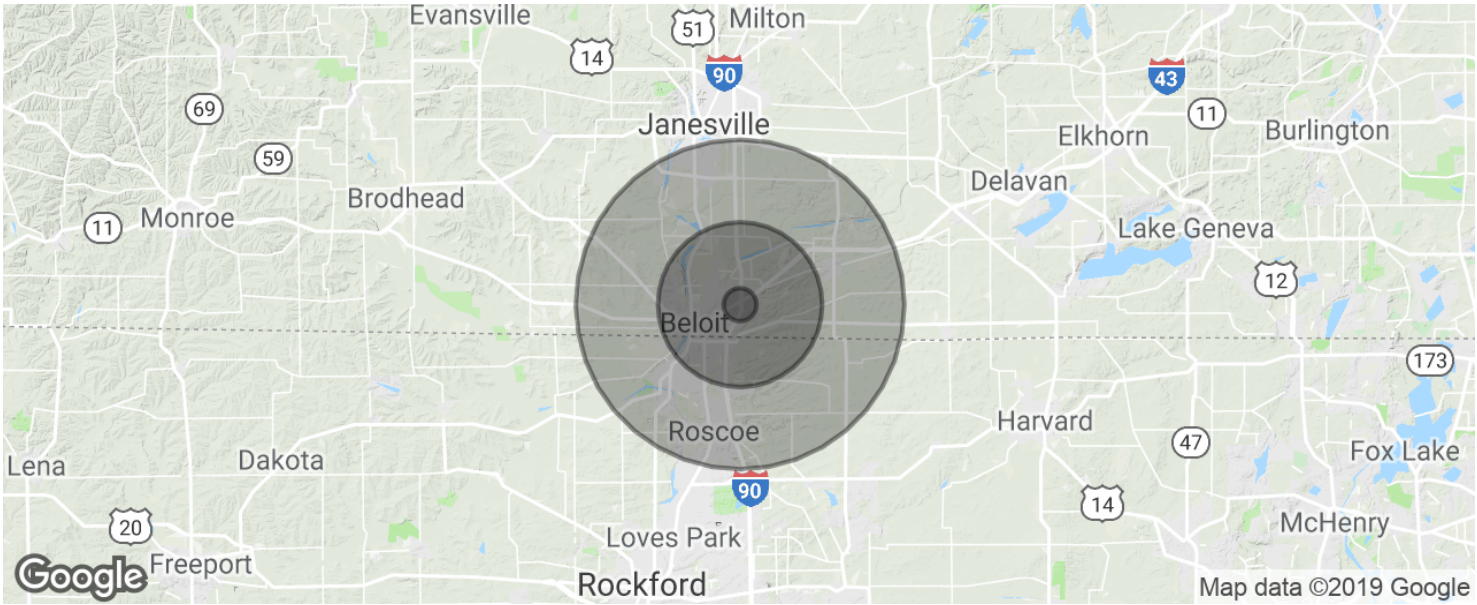 Evansville
51
Milton
14
90
43
69
11
Janesville
Burlington
Elkhorn
59
Delavan
Brodhead
Monroe
11
Lake Geneva
12
Beloit
173
Harvard
Roscoe
47
Fox Lake
Dakota
Lena
90
14
20
McHenry
Loves Park
Freeport
Google
Rockford
Map data ©2019 Google